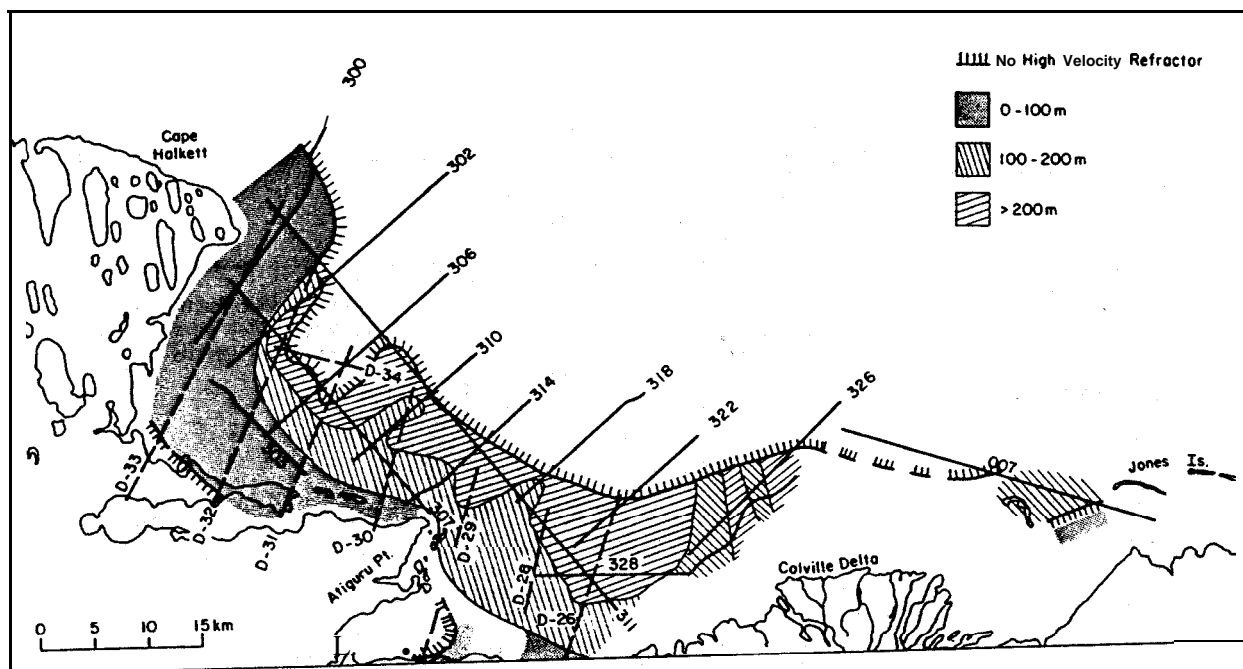 No High Velocity Refractor
0-100m
100-200m
>200m
Cape
Halkett
300
302
306
310
314
318
322
326
D-34
007
Jones Is.
D-33
D-32
D-31
D-30
D-29
D-28
D-26
328
311
Atiguru Pt.
Colville Delta
0 5 10 15 km